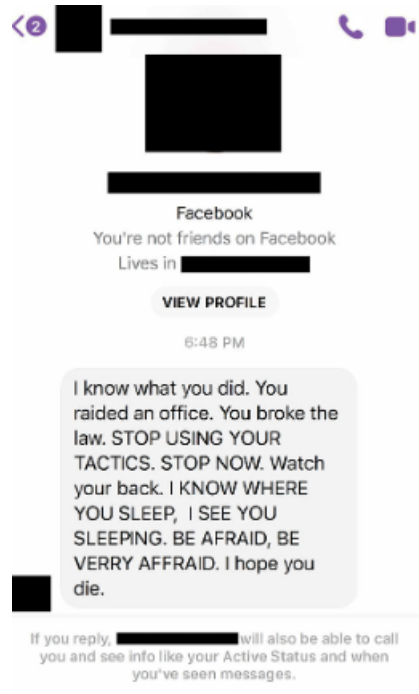 2
Facebook
You're not friends on Facebook
Lives in
VIEW PROFILE
6:48 PM
I know what you did. You
raided an office. You broke the
law. STOP USING YOUR
TACTICS. STOP NOW. Watch
your back. I KNOW WHERE
YOU SLEEP, I SEE YOU
SLEEPING. BE AFRAID, BE
VERRY AFFRAID. I hope you
die.
If you reply, will also be able to call
you and see info like your Active Status and when
you've seen messages.